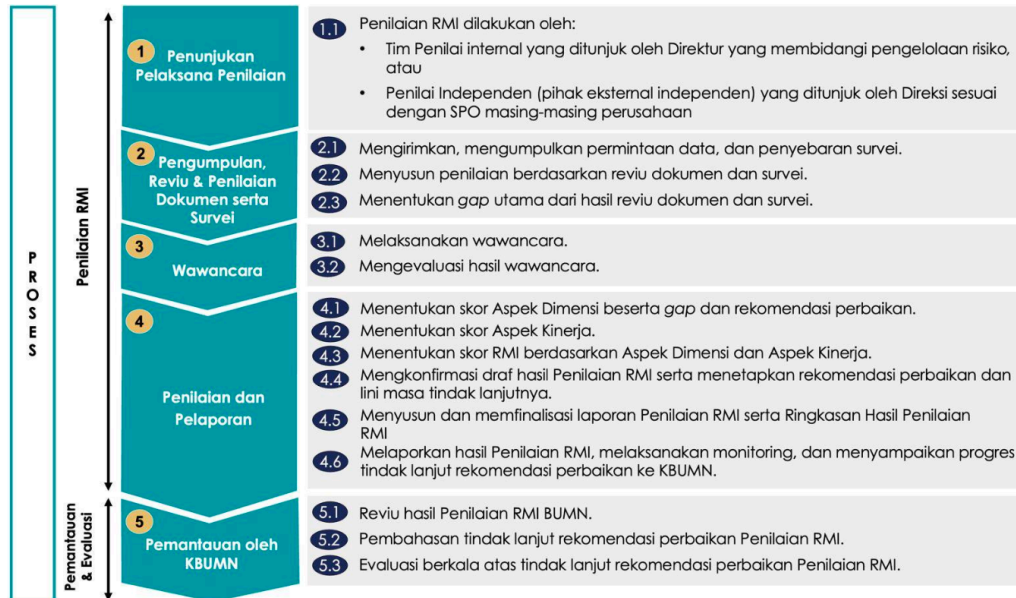 PROSES
Penilaian RMI
Pemantauan
& Evaluasi
1
Penunjukan
Pelaksana Penilaian
1.1 Penilaian RMI dilakukan oleh:
• Tim Penilai internal yang ditunjuk oleh Direktur yang membidangi pengelolaan risiko,
atau
• Penilai Independen (pihak eksternal independen) yang ditunjuk oleh Direksi sesuai
dengan SPO masing-masing perusahaan
2
Pengumpulan,
Reviu & Penilaian
Dokumen serta
Survei
2.1 Mengirimkan, mengumpulkan permintaan data, dan penyebaran survei.
2.2 Menyusun penilaian berdasarkan reviu dokumen dan survei.
2.3 Menentukan gap utama dari hasil reviu dokumen dan survei.
3
Wawancara
3.1 Melaksanakan wawancara.
3.2 Mengevaluasi hasil wawancara.
4
Penilaian dan
Pelaporan
4.1 Menentukan skor Aspek Dimensi beserta gap dan rekomendasi perbaikan.
4.2 Menentukan skor Aspek Kinerja.
4.3 Menentukan skor RMI berdasarkan Aspek Dimensi dan Aspek Kinerja.
4.4 Mengkonfirmasi draf hasil Penilaian RMI serta menetapkan rekomendasi perbaikan dan
lini masa tindak lanjutnya.
4.5 Menyusun dan memfinalisasi laporan Penilaian RMI serta Ringkasan Hasil Penilaian
RMI
4.6 Melaporkan hasil Penilaian RMI, melaksanakan monitoring, dan menyampaikan progres
tindak lanjut rekomendasi perbaikan ke KBUMN.
5
Pemantauan oleh
KBUMN
5.1 Reviu hasil Penilaian RMI BUMN.
5.2 Pembahasan tindak lanjut rekomendasi perbaikan Penilaian RMI.
5.3 Evaluasi berkala atas tindak lanjut rekomendasi perbaikan Penilaian RMI.